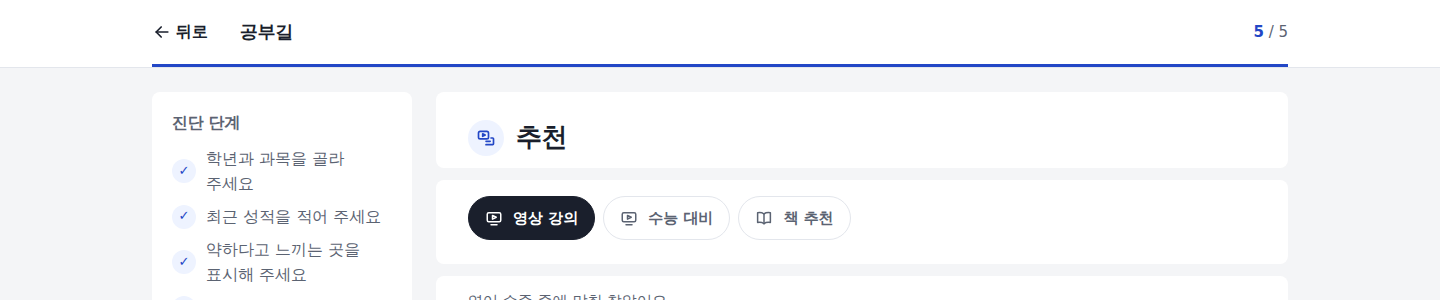 뒤로
공부길
5 / 5
진단 단계
학년과 과목을 골라
주세요
최근 성적을 적어 주세요
약하다고 느끼는 곳을
표시해 주세요
추천
영상 강의
수능 대비
책 추천